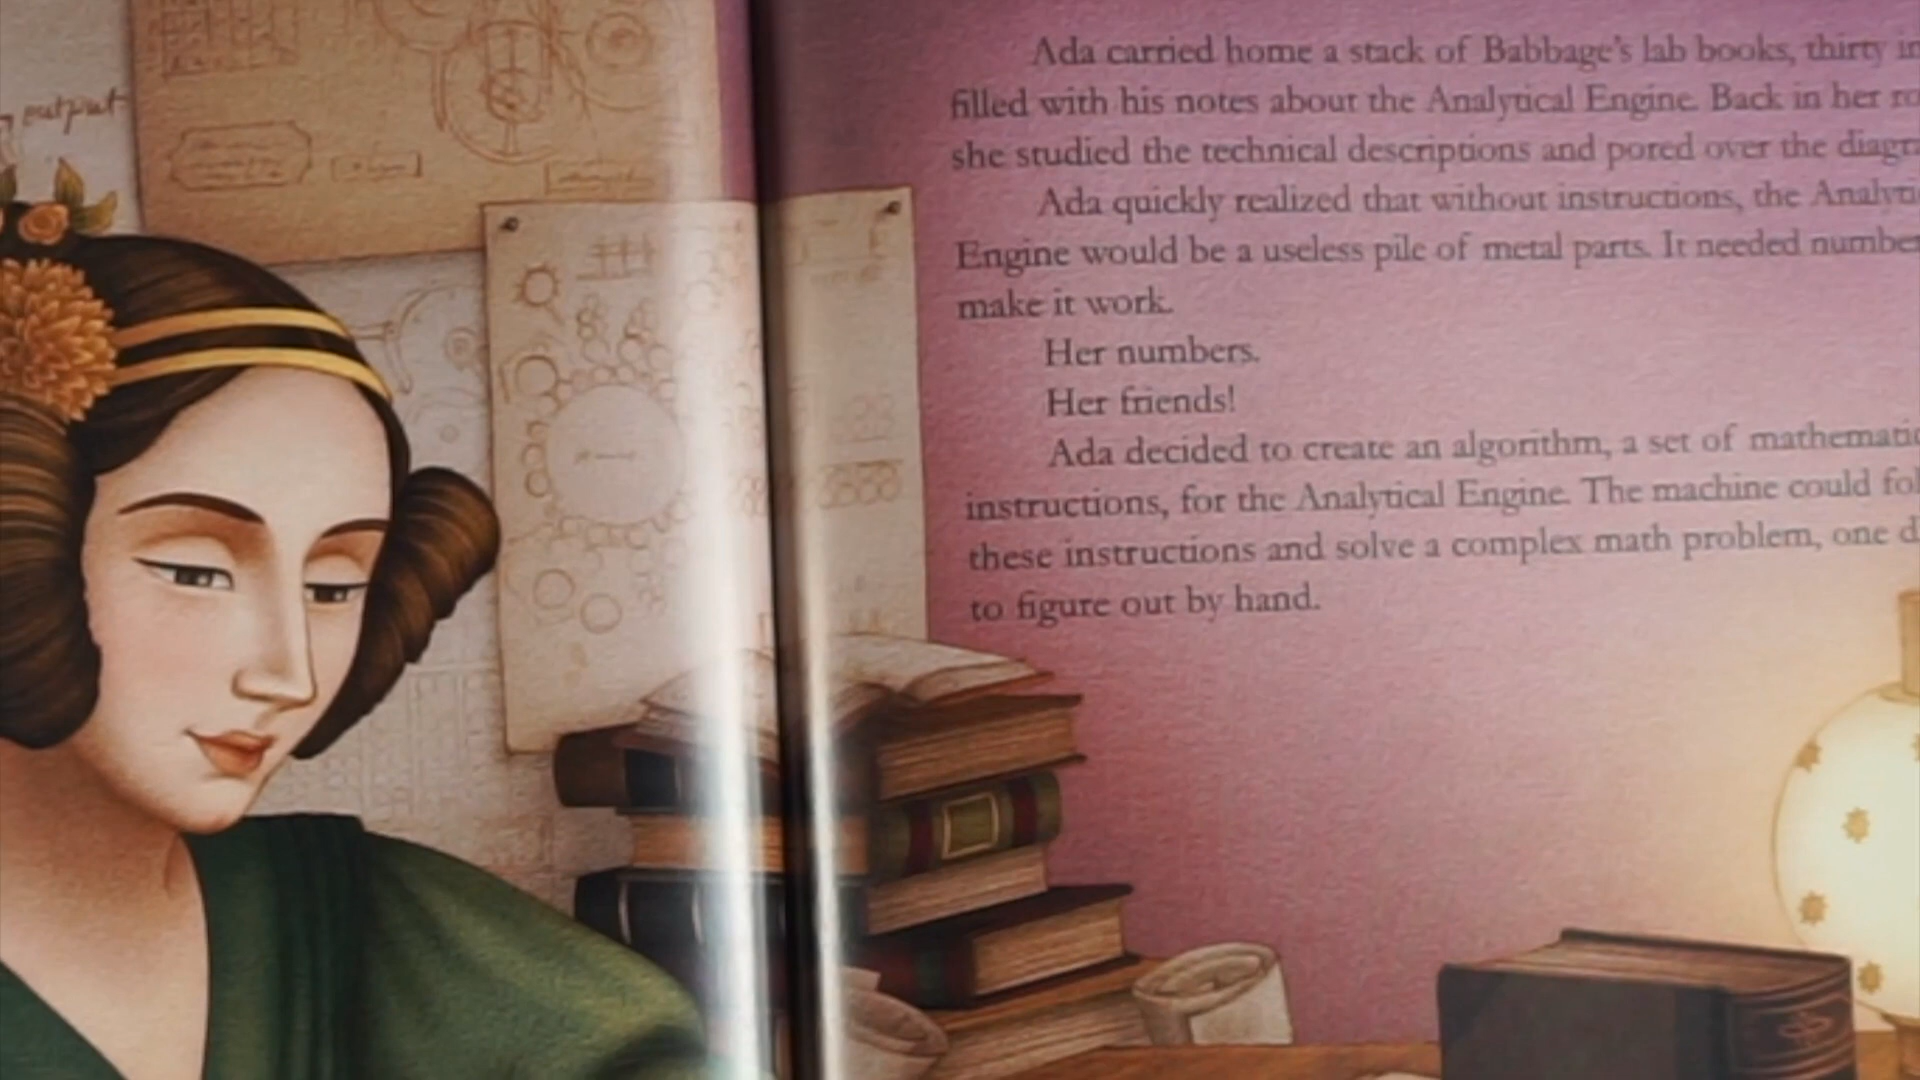 output
Ada carried home a stack of Babbage's lab books, thirty in
filled with his notes about the Analytical Engine. Back in her
she studied the technical descriptions and pored over the
Ada quickly realized that without instructions, the
Engine would be a useless pile of metal parts. It needed
make it work.
Her numbers.
Her friends!
Ada decided to create an algorithm, a set of
instructions, for the Analytical Engine. The machine could
these instructions and solve a complex math problem, one
to figure out by hand.